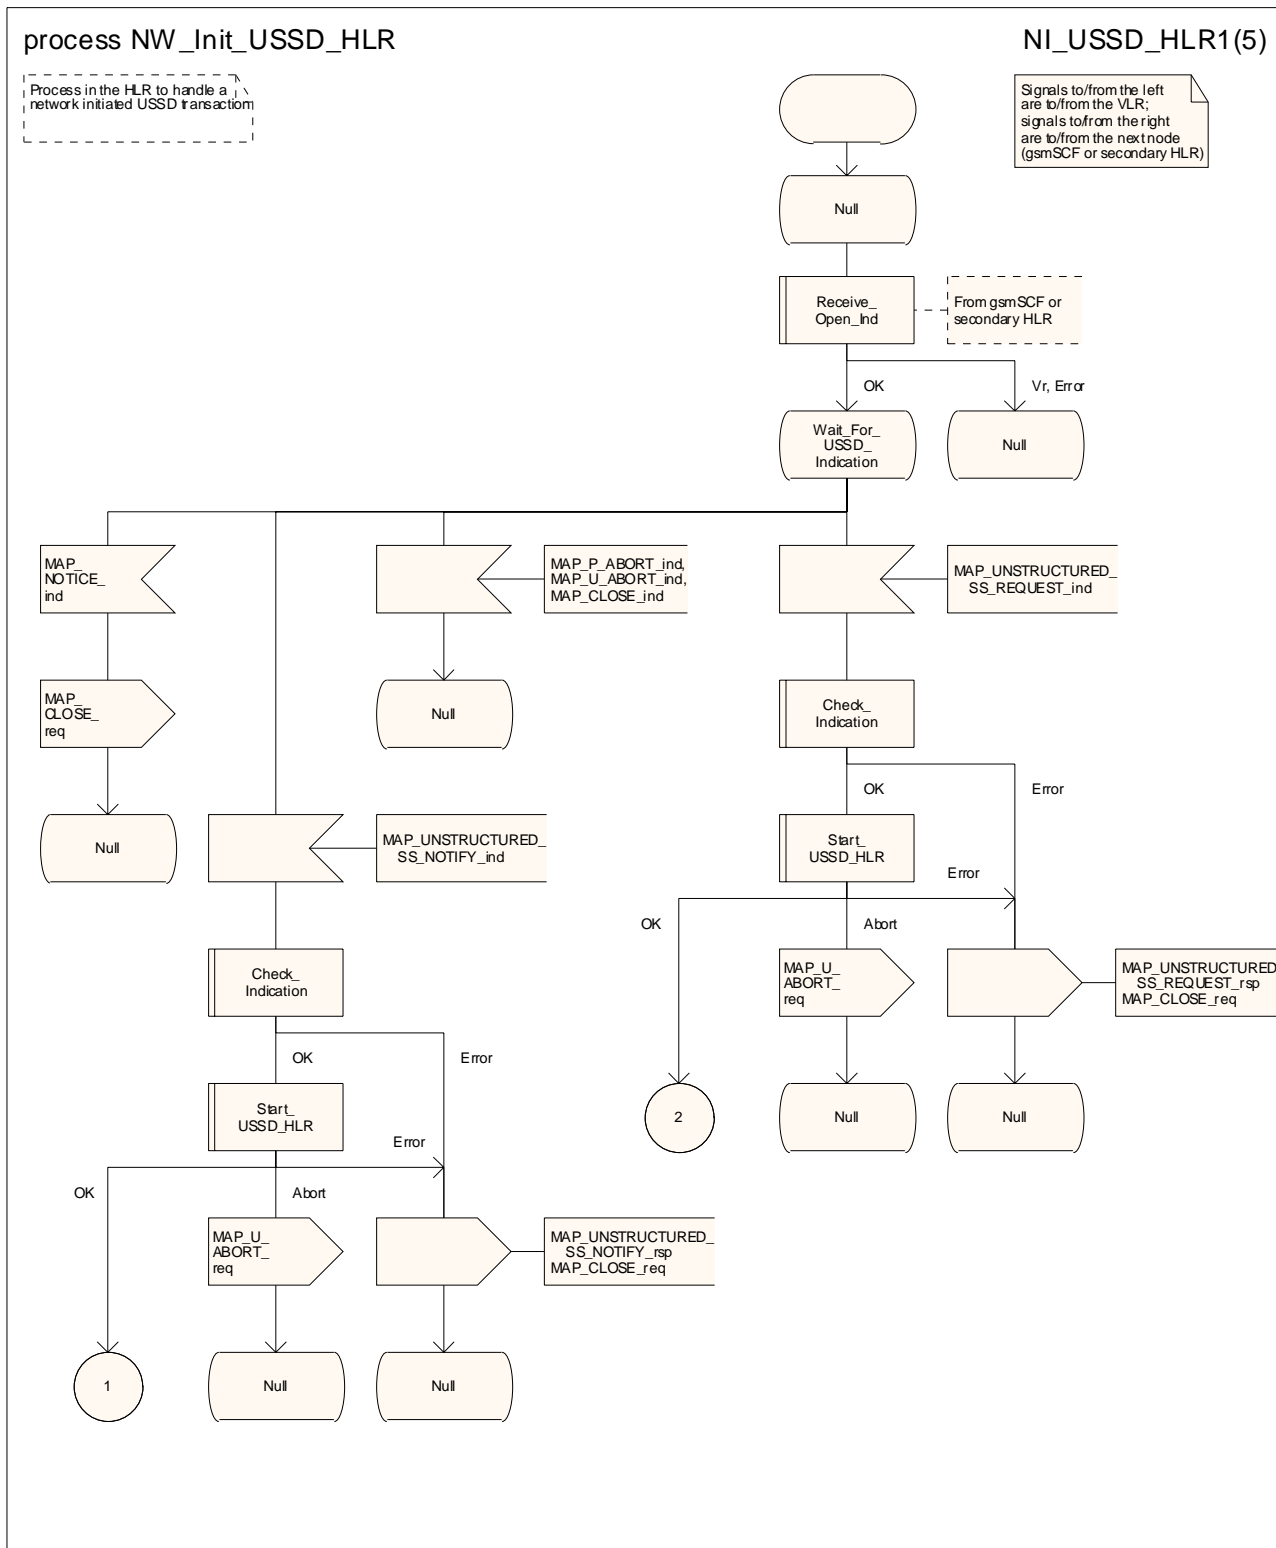 process NW_Init_USSD_HLR
NI_USSD_HLR1(5)
Process in the HLR to handle a
network initiated USSD transaction
Signals to/from the left
are to/from the VLR;
signals to/from the right
are to/from the next node
(gsmSCF or secondary HLR)
Null
Receive_
Open_Ind
From gsmSCF or
secondary HLR
OK
Vr, Error
Wait_For_
USSD_
Indication
Null
MAP_
NOTICE_
ind
MAP_P_ABORT_ind,
MAP_U_ABORT_ind,
MAP_CLOSE_ind
MAP_UNSTRUCTURED_
SS_REQUEST_ind
MAP_
CLOSE_
req
Null
Check_
Indication
OK
Error
Null
MAP_UNSTRUCTURED_
SS_NOTIFY_ind
Start_
USSD_HLR
Error
OK
Abort
Check_
Indication
MAP_U_
ABORT_
req
MAP_UNSTRUCTURED
SS_REQUEST_rsp
MAP_CLOSE_req
OK
Error
Start_
USSD_HLR
2
Null
Null
Error
OK
Abort
MAP_U_
ABORT_
req
MAP_UNSTRUCTURED_
SS_NOTIFY_rsp
MAP_CLOSE_req
1
Null
Null